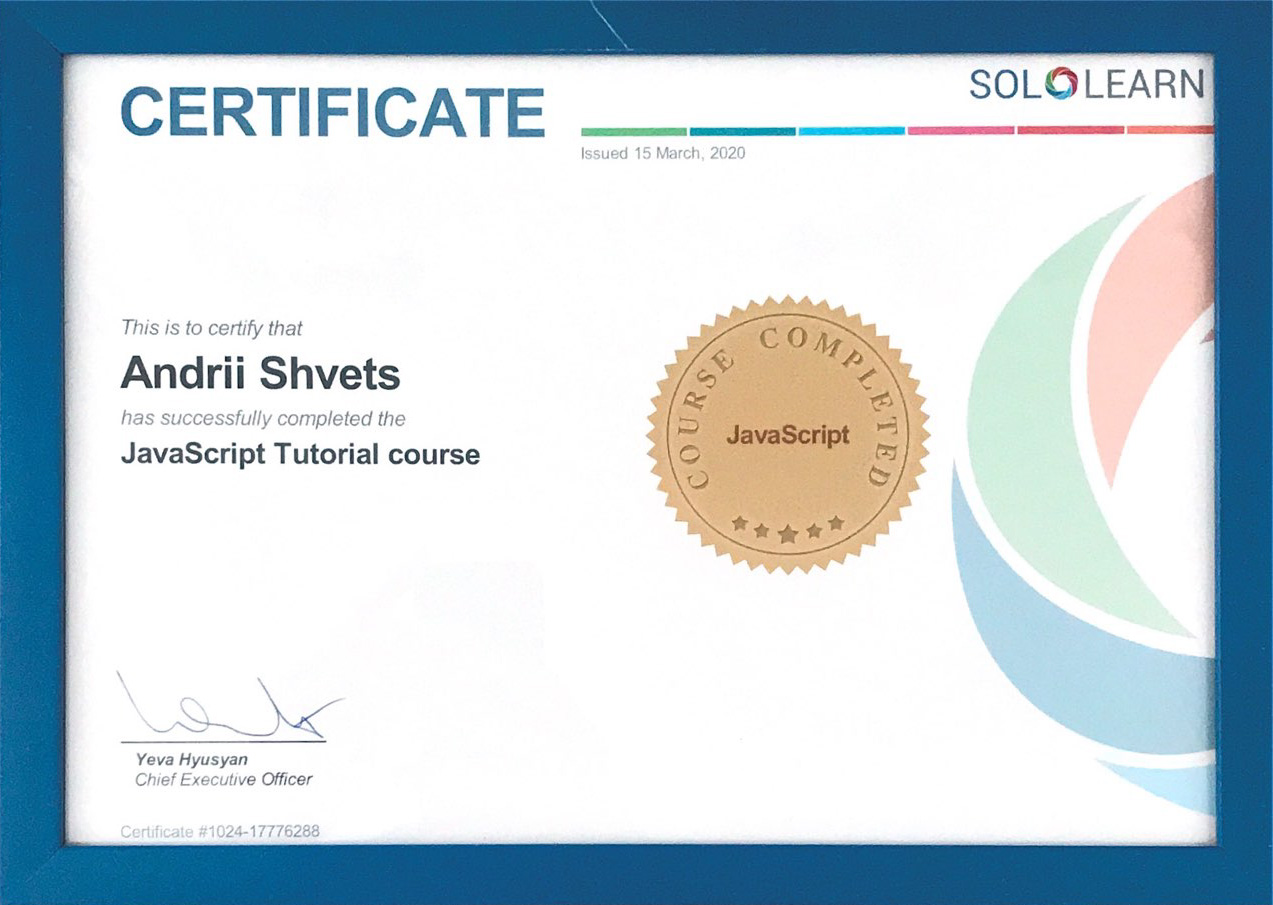 CERTIFICATE
SOLOLEARN
Issued 15 March, 2020
This is to certify that
Andrii Shvets
has successfully completed the
JavaScript Tutorial course
COURSE COMPLETED
JavaScript
Yeva Hyusyan
Chief Executive Officer
Certificate #1024-17776288